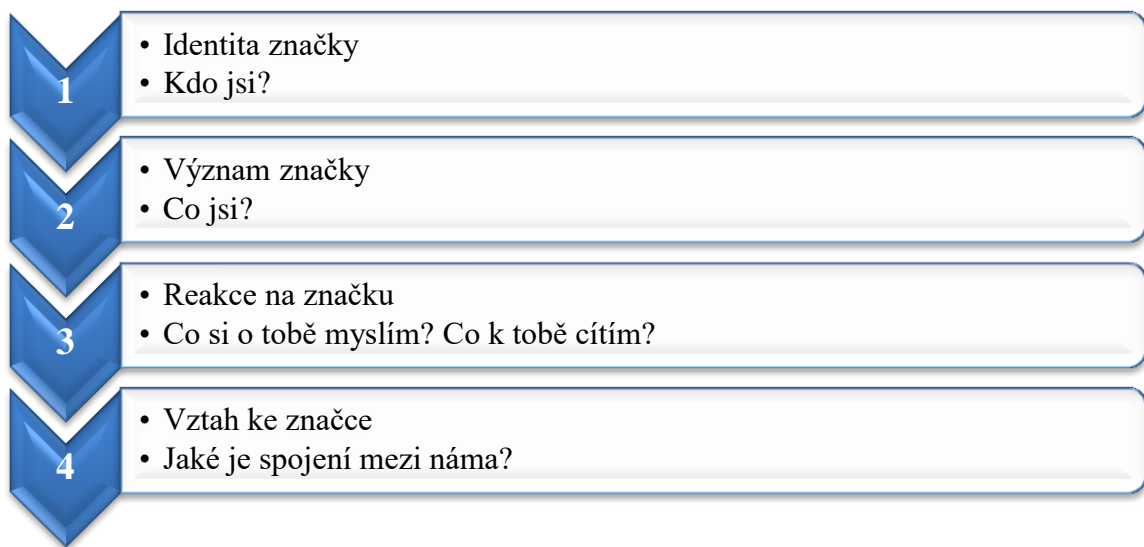 1
• Identita značky
• Kdo jsi?
2
• Význam značky
• Co jsi?
3
• Reakce na značku
• Co si o tobě myslím? Co k tobě cítím?
4
• Vztah ke značce
• Jaké je spojení mezi náma?